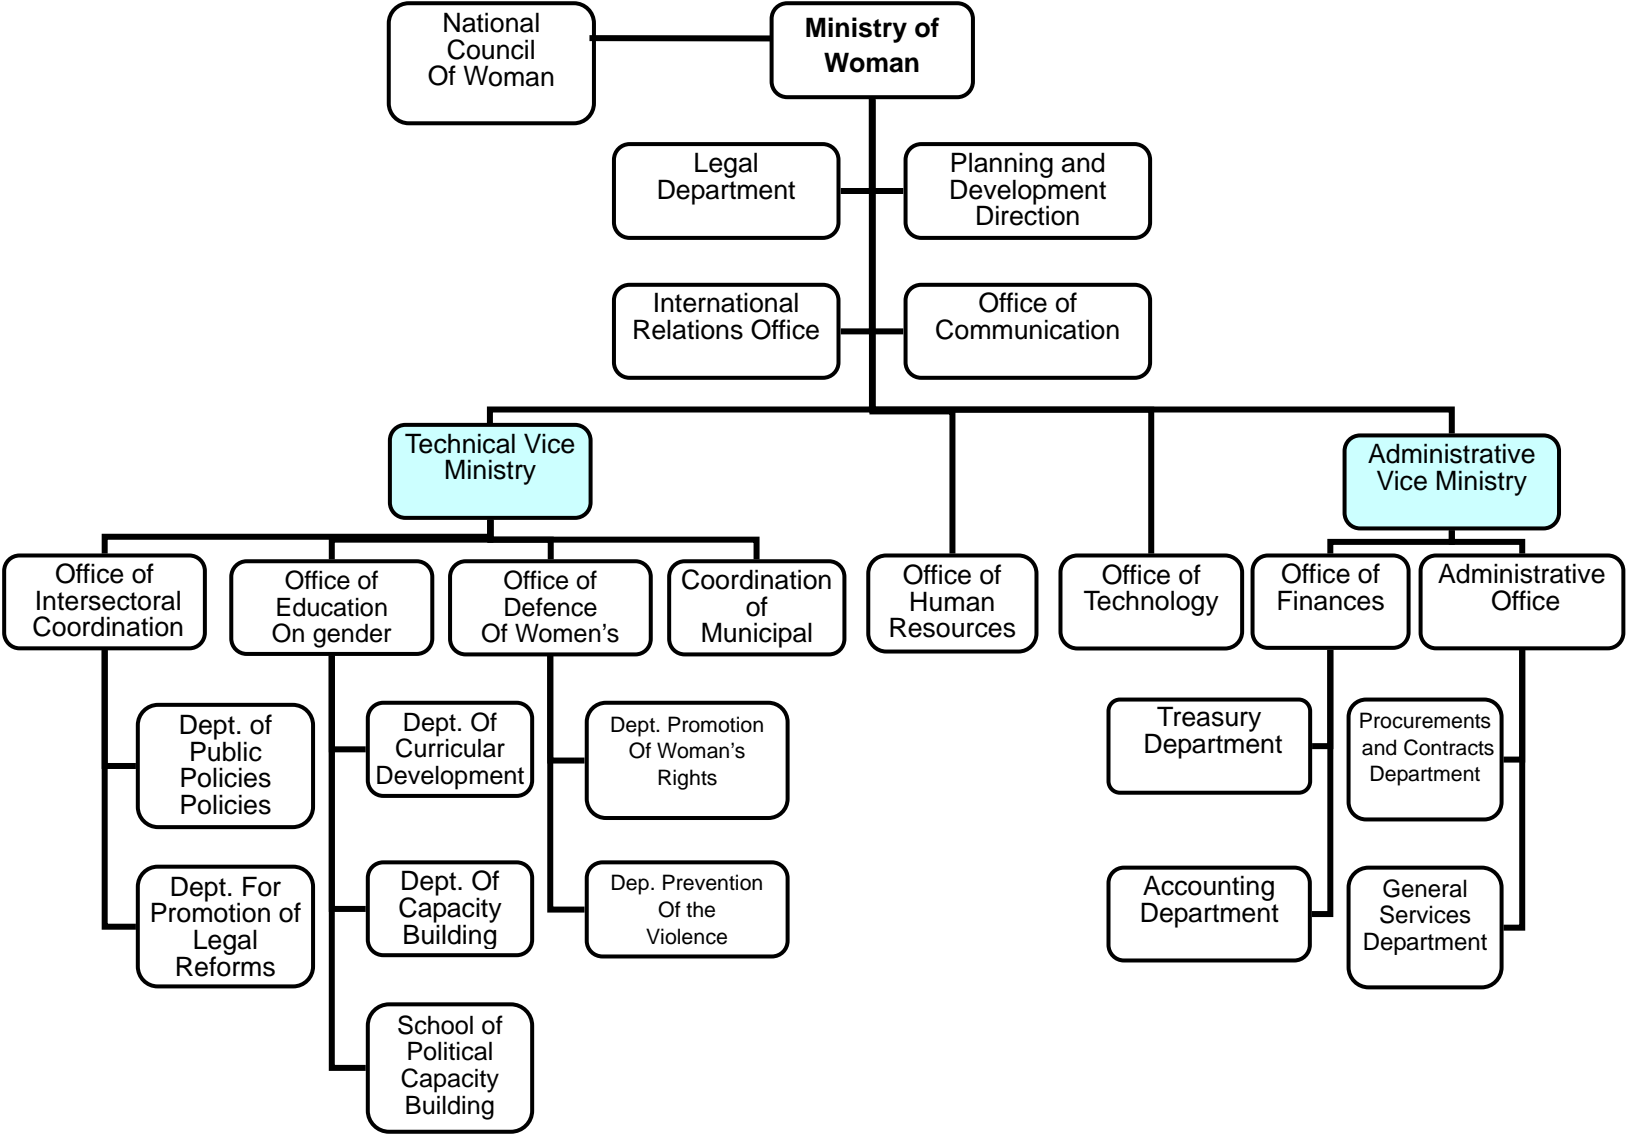 National
Council
Of Woman
Ministry of
Woman
Legal
Department
Planning and
Development
Direction
International
Relations Office
Office of
Communication
Technical Vice
Ministry
Administrative
Vice Ministry
Office of
Intersectoral
Coordination
Office of
Education
On gender
Office of
Defence
Of Women's
Coordination
of
Municipal
Office of
Human
Resources
Office of
Technology
Office of
Finances
Administrative
Office
Dept. of
Public
Policies
Policies
Dept. Of
Curricular
Development
Dept. Promotion
Of Woman's
Rights
Treasury
Department
Procurements
and Contracts
Department
Dept. For
Promotion of
Legal
Reforms
Dept. Of
Capacity
Building
Dep. Prevention
Of the
Violence
Accounting
Department
General
Services
Department
School of
Political
Capacity
Building